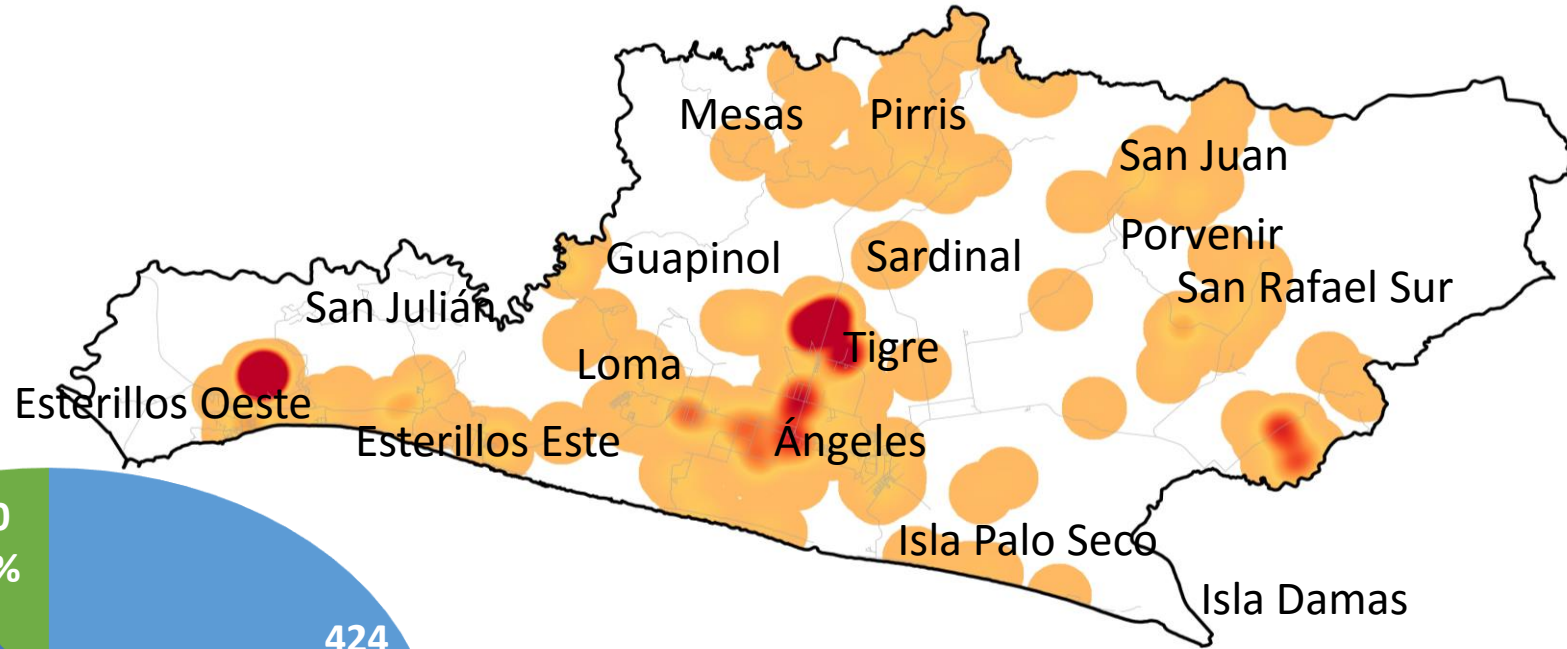 Mesas
Pirris
San Juan
Porvenir
Guapinol
Sardinal
San Rafael Sur
San Julián
Tigre
Loma
Esterillos Oeste
Esterillos Este
Ángeles
Isla Palo Seco
Isla Damas
0
%
424